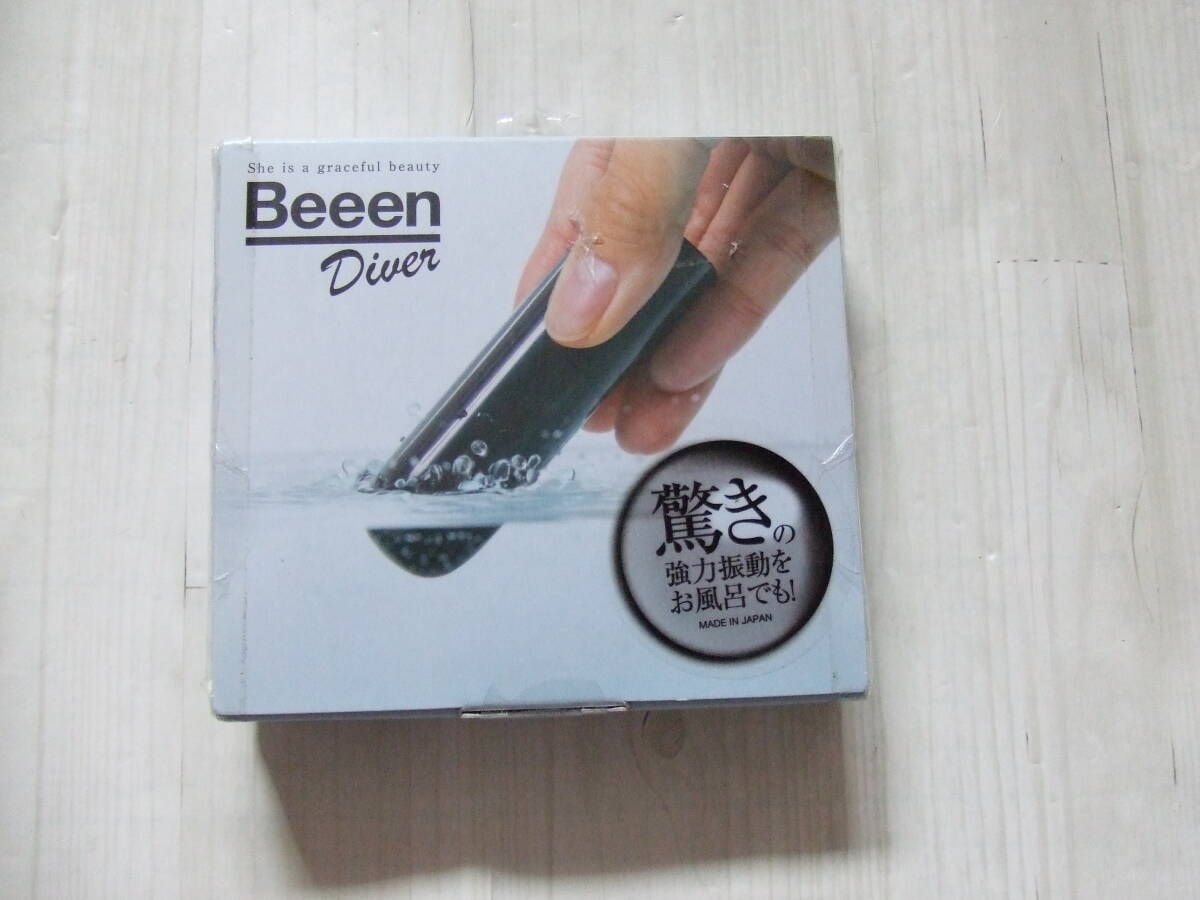 She is a graceful beauty
Beeen
Diver
驚きの
強力振動を
お風呂でも!
MADE IN JAPAN